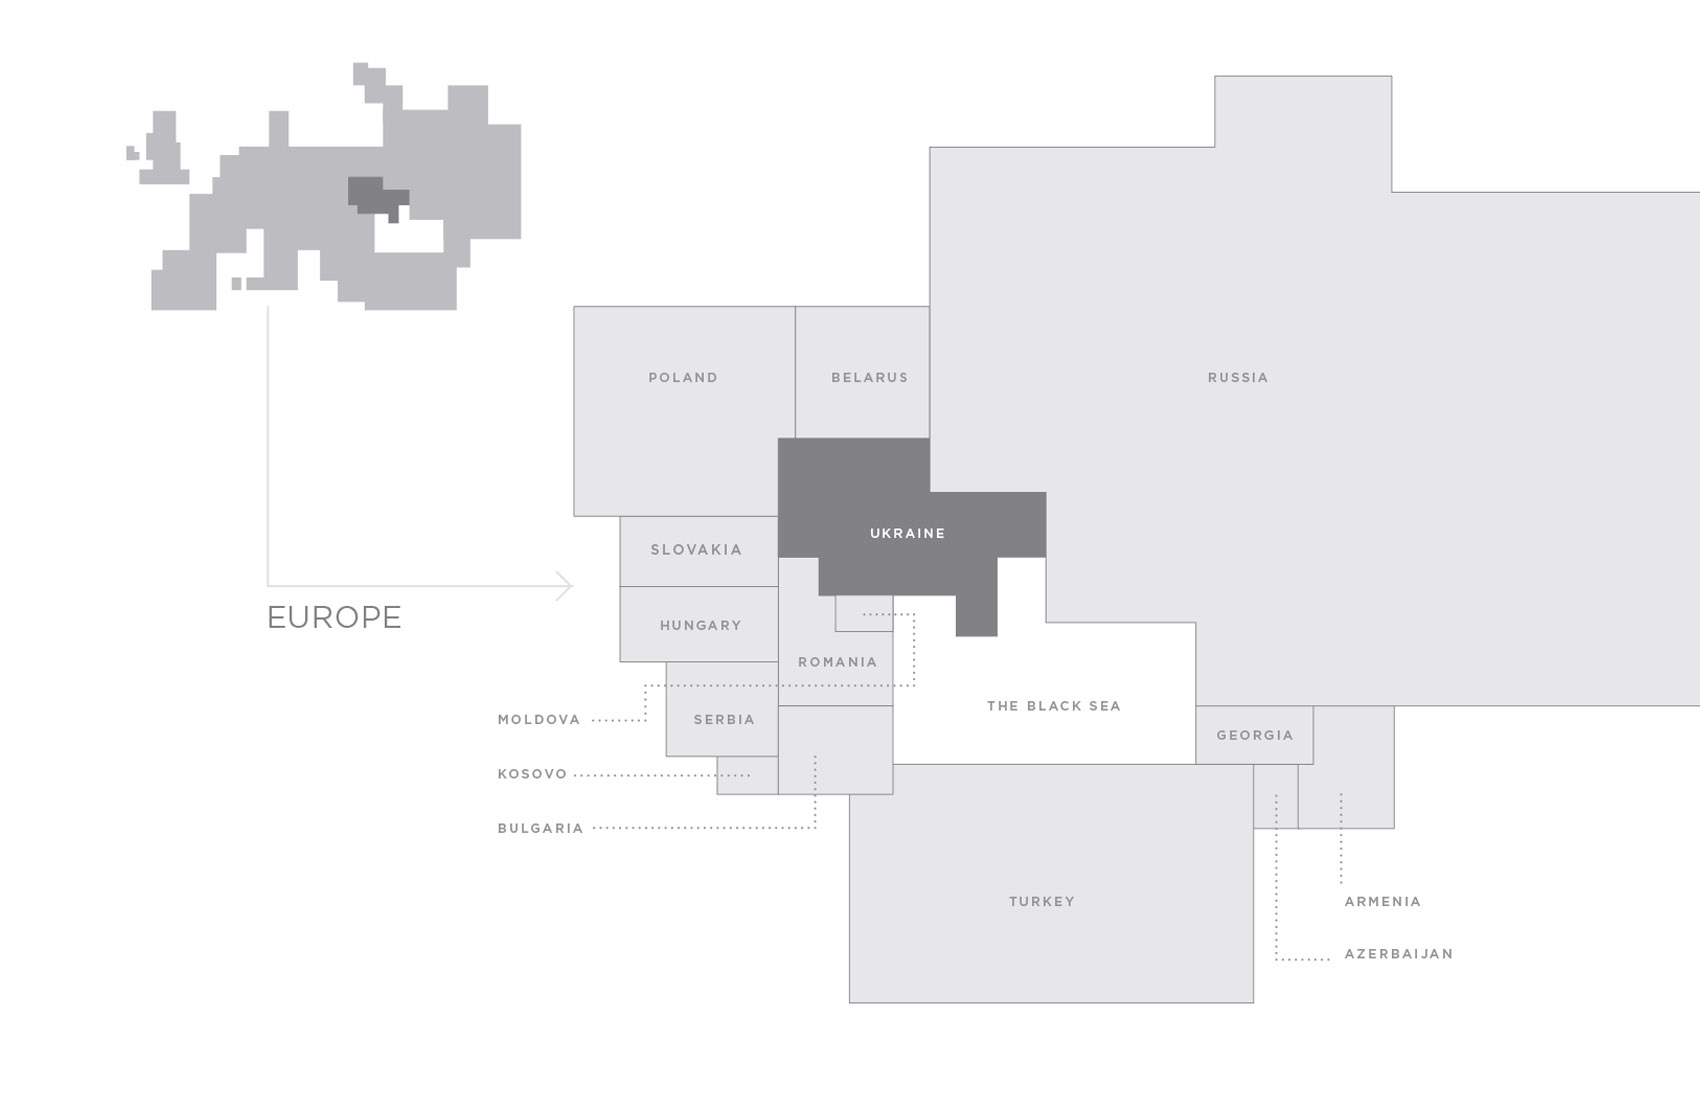 POLAND
BELARUS
RUSSIA
UKRAINE
SLOVAKIA
EUROPE
HUNGARY
ROMANIA
THE BLACK SEA
MOLDOVA
SERBIA
GEORGIA
KOSOVO
BULGARIA
TURKEY
ARMENIA
AZERBAIJAN